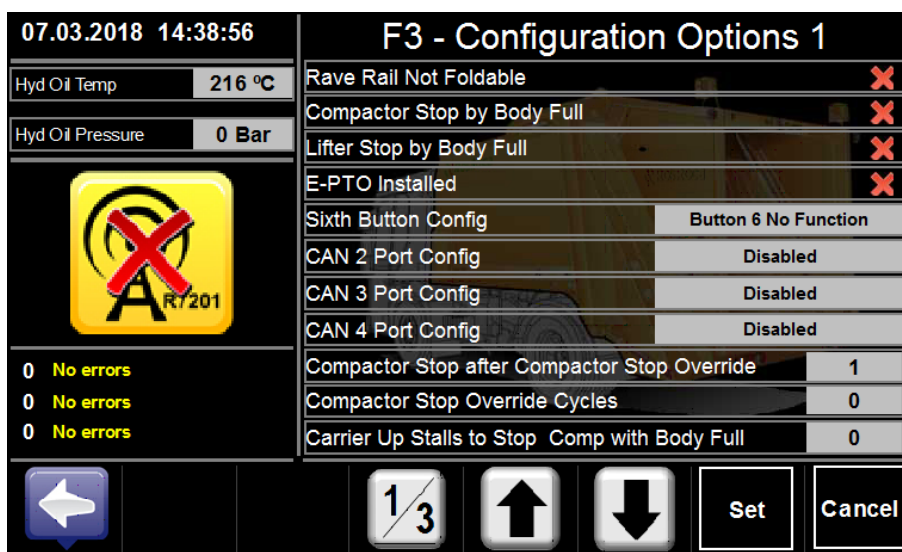 07.03.2018 14:38:56
F3 - Configuration Options 1
Hyd Oil Temp 216 ºC
Hyd Oil Pressure 0 Bar
R7201
0 No errors
0 No errors
0 No errors
Rave Rail Not Foldable
Compactor Stop by Body Full
Lifter Stop by Body Full
E-PTO Installed
Sixth Button Config Button 6 No Function
CAN 2 Port Config Disabled
CAN 3 Port Config Disabled
CAN 4 Port Config Disabled
Compactor Stop after Compactor Stop Override 1
Compactor Stop Override Cycles 0
Carrier Up Stalls to Stop Comp with Body Full 0
1/3
Set
Cancel